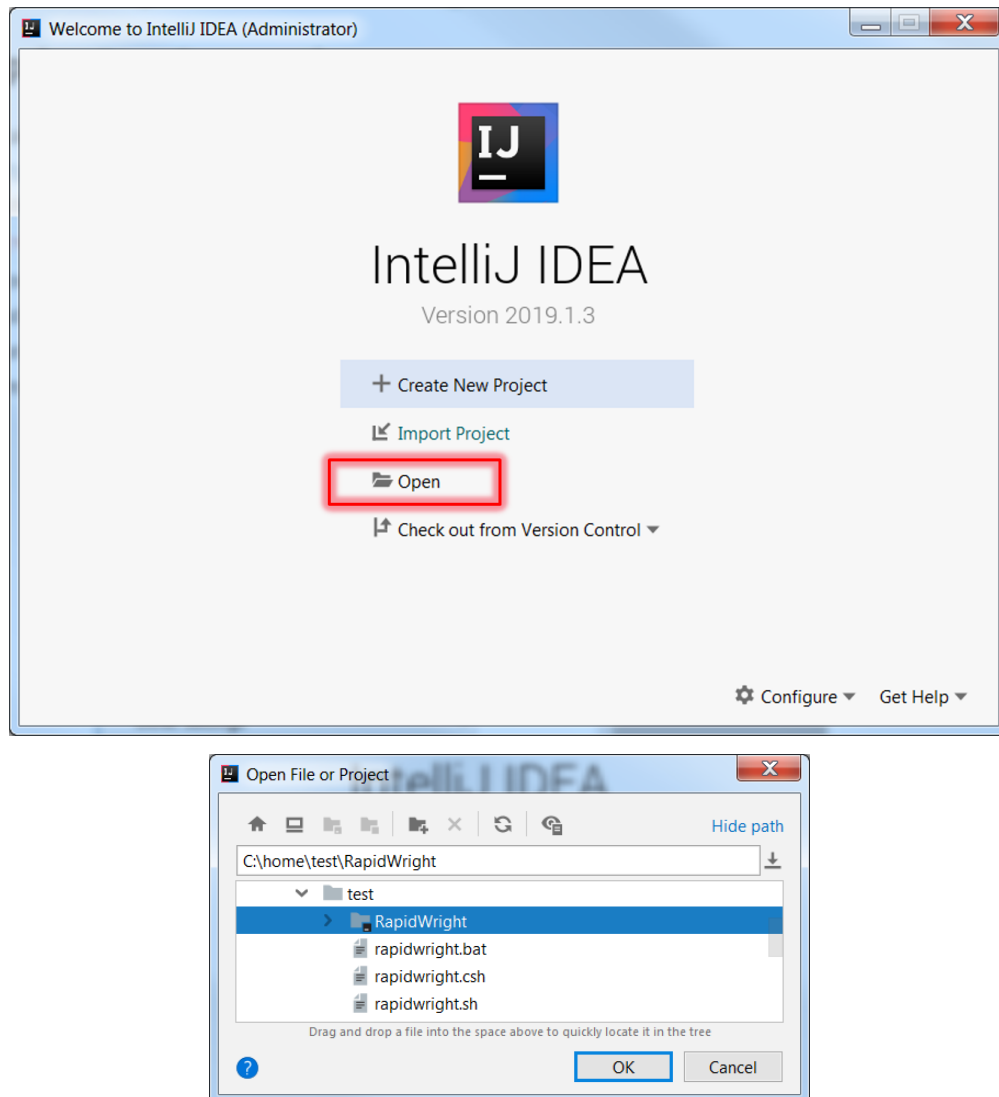 Welcome to IntelliJ IDEA (Administrator)
IJ
IntelliJ IDEA
Version 2019.1.3
Create New Project
Import Project
Open
Check out from Version Control
Configure Get Help
Open File or Project
Hide path
C:\home\test\RapidWright
test
RapidWright
rapidwright.bat
rapidwright.csh
rapidwright.sh
Drag and drop a file into the space above to quickly locate it in the tree
? OK Cancel